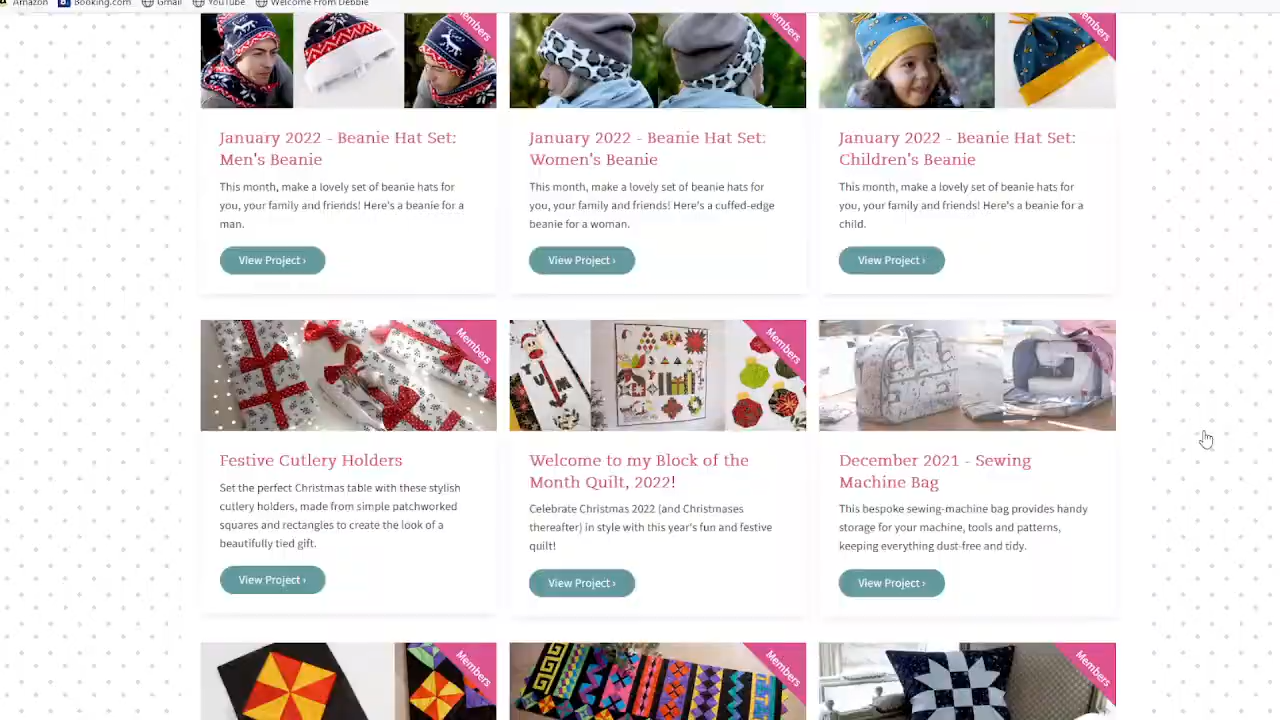 Amazon B. Booking.com Gmail YouTube Welcome From Debbie
Members
Members
Members
January 2022 - Beanie Hat Set:
Men's Beanie
This month, make a lovely set of beanie hats for
you, your family and friends! Here's a beanie for a
man.
View Project ›
January 2022 - Beanie Hat Set:
Women's Beanie
This month, make a lovely set of beanie hats for
you, your family and friends! Here's a cuffed-edge
beanie for a woman.
View Project ›
January 2022 - Beanie Hat Set:
Children's Beanie
This month, make a lovely set of beanie hats for
you, your family and friends! Here's a beanie for a
child.
View Project ›
Members
Festive Cutlery Holders
Set the perfect Christmas table with these stylish
cutlery holders, made from simple patchworked
squares and rectangles to create the look of a
beautifully tied gift.
View Project ›
YUM
Members
Welcome to my Block of the
Month Quilt, 2022!
Celebrate Christmas 2022 (and Christmases
thereafter) in style with this year's fun and festive
quilt!
View Project ›
December 2021 - Sewing
Machine Bag
This bespoke sewing-machine bag provides handy
storage for your machine, tools and patterns,
keeping everything dust-free and tidy.
View Project ›
Members
Members
Members